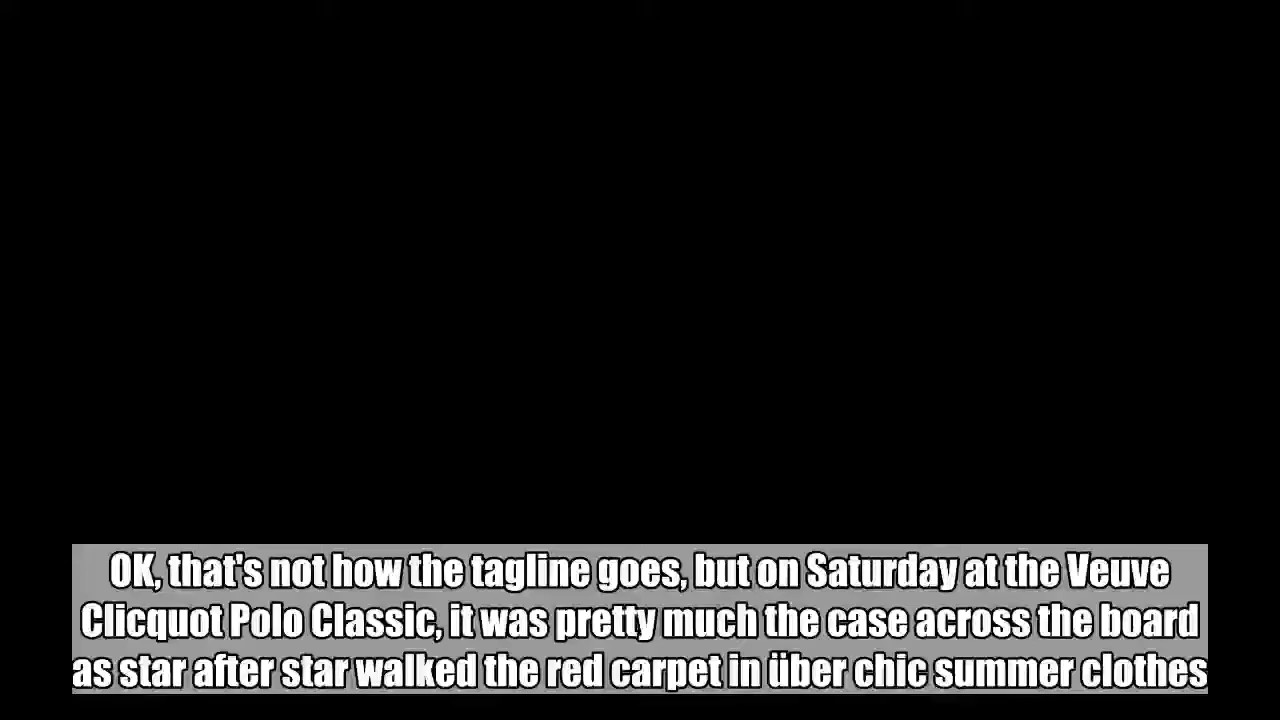 OK, that's not how the tagline goes, but on Saturday at the Veuve
Clicquot Polo Classic, it was pretty much the case across the board
as star after star walked the red carpet in über chic summer clothes